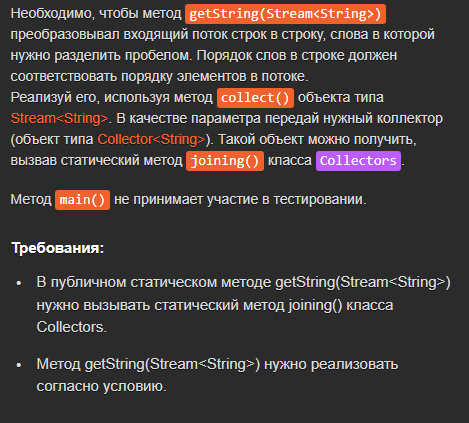 Необходимо, чтобы метод getString(Stream<String>)
преобразовывал входящий поток строк в строку, слова в которой
нужно разделить пробелом. Порядок слов в строке должен
соответствовать порядку элементов в потоке.
Реализуй его, используя метод collect() объекта типа
Stream<String>. В качестве параметра передай нужный коллектор
(объект типа Collector<String>). Такой объект можно получить,
вызвав статический метод joining() класса Collectors.
Метод main() не принимает участие в тестировании.
Требования:
• В публичном статическом методе getString(Stream<String>)
нужно вызывать статический метод joining() класса
Collectors.
• Метод getString(Stream<String>) нужно реализовать
согласно условию.